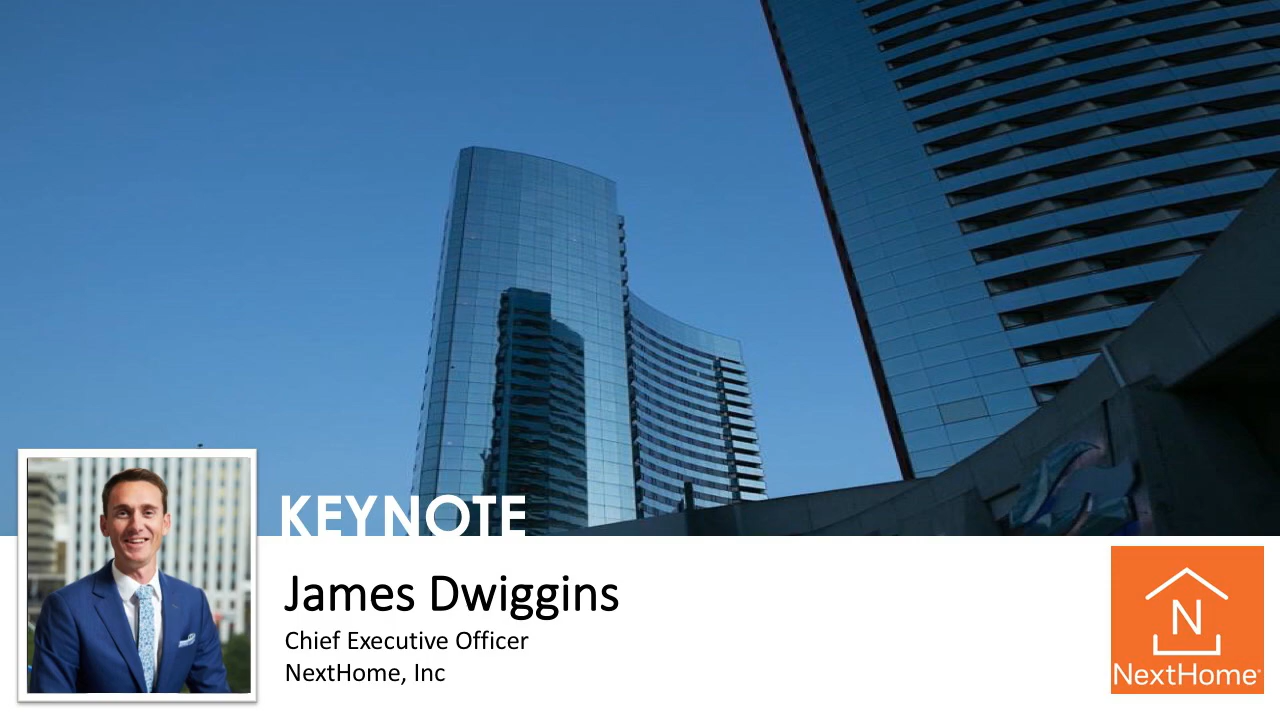 KEYNOTE
James Dwiggins
Chief Executive Officer
NextHome, Inc
N
NextHome